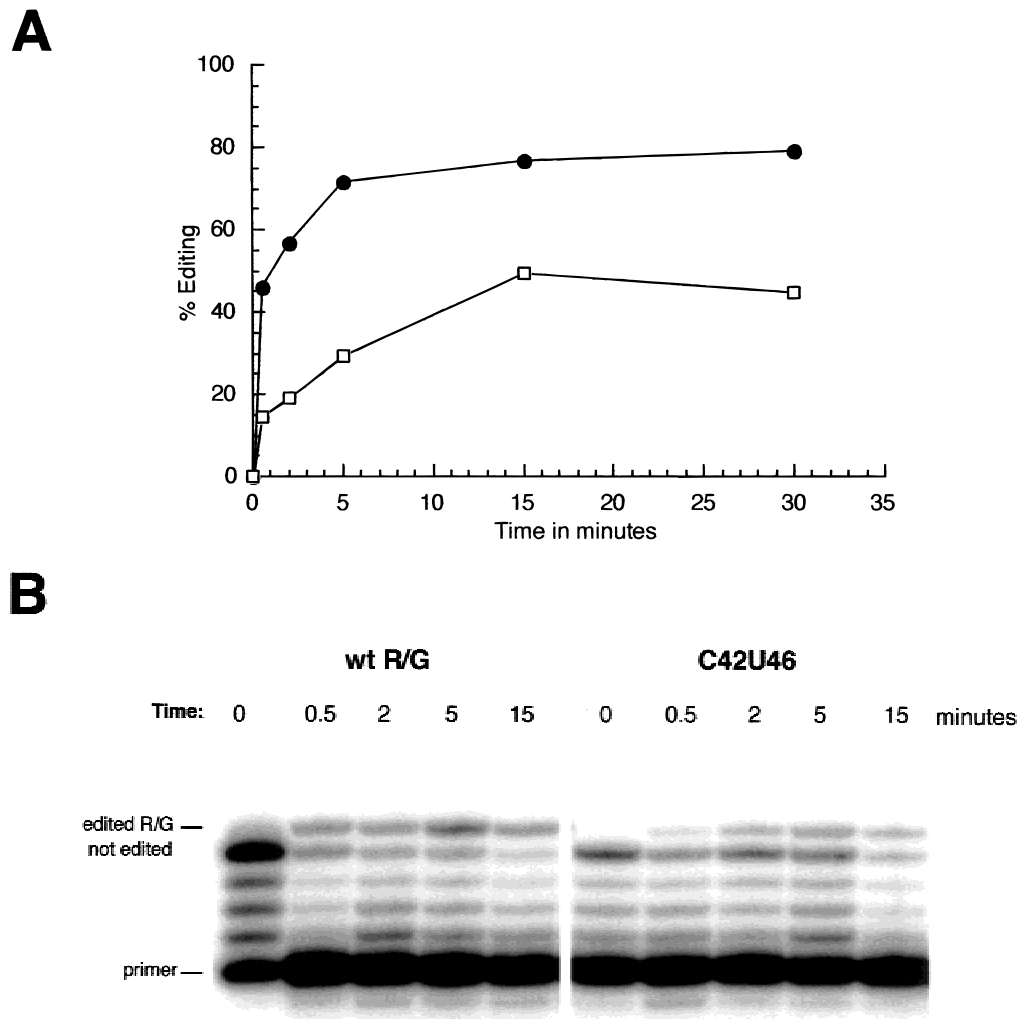 A
100
80
60
40
20
0
% Editing
0 5 10 15 20 25 30 35
Time in minutes
B
wt R/G C42U46
Time: 0 0.5 2 5 15 0 0.5 2 5 15 minutes
edited R/G
not edited
primer